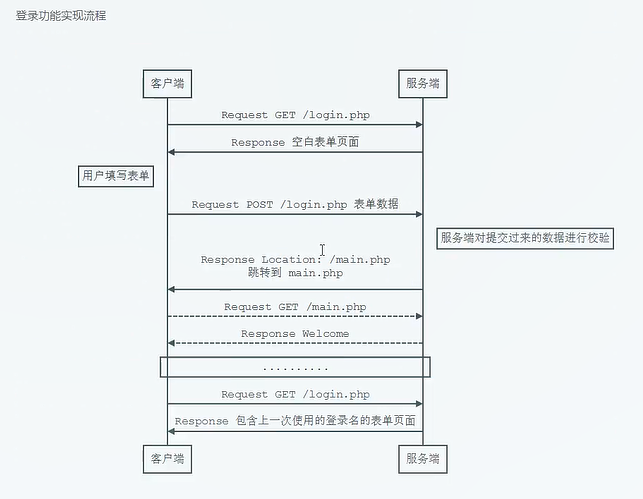 登录功能实现流程
客户端
服务端
Request GET /login.php
Response 空白表单页面
用户填写表单
Request POST /login.php 表单数据
服务端对提交过来的数据进行校验
Response Location: /main.php
跳转到 main.php
Request GET /main.php
Response Welcome
..........
Request GET /login.php
Response 包含上一次使用的登录名的表单页面
客户端
服务端